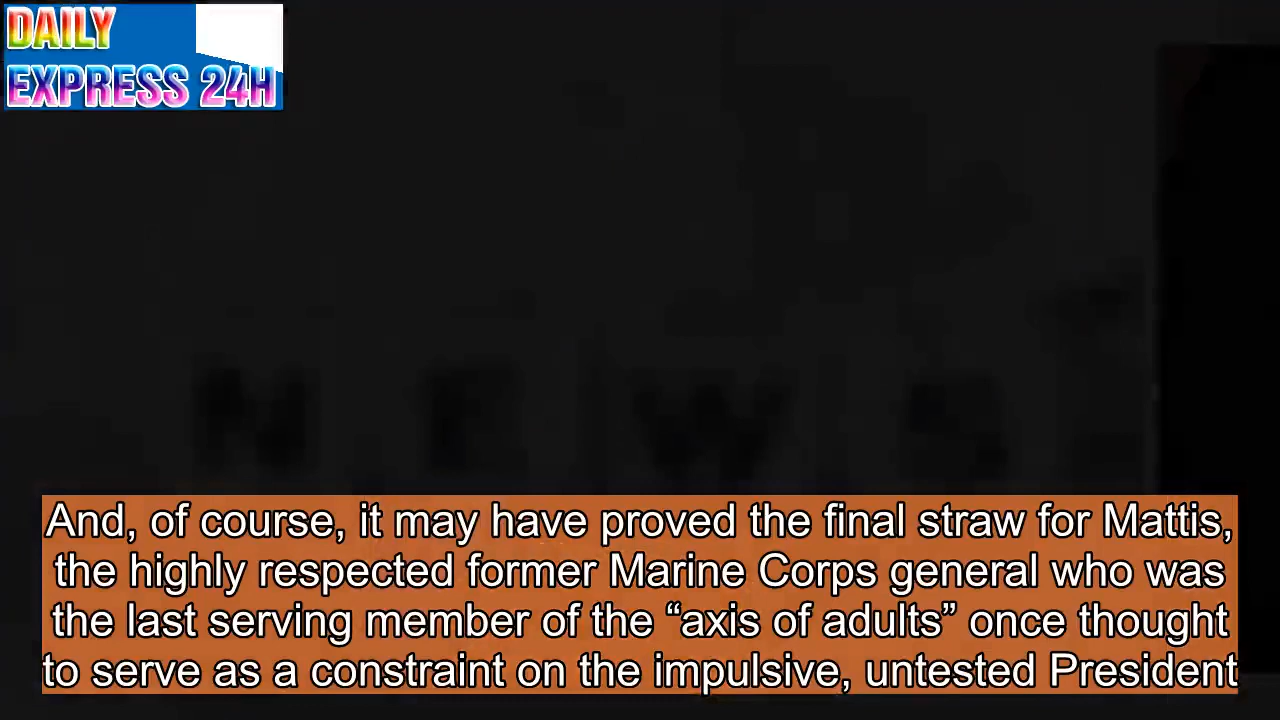 DAILY
EXPRESS 24H
NEWS
And, of course, it may have proved the final straw for Mattis,
the highly respected former Marine Corps general who was
the last serving member of the “axis of adults” once thought
to serve as a constraint on the impulsive, untested President